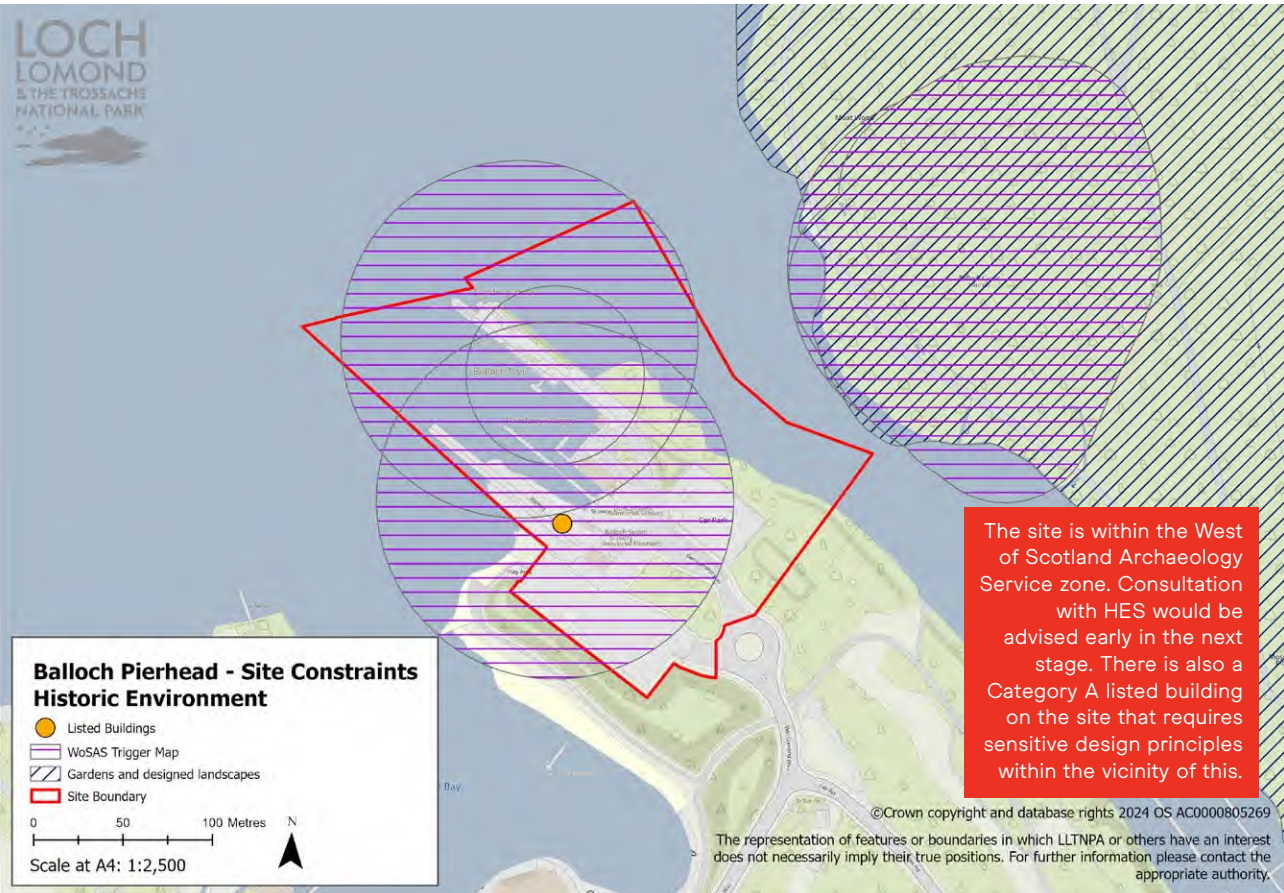 LOCH
LOMOND
& THE TROSSACHS
NATIONAL PARK
Moat Wood
Car Park
Balloch Pierhead - Site Constraints
Historic Environment
Listed Buildings
WoSAS Trigger Map
Gardens and designed landscapes
Site Boundary
0 50 100 Metres
N
Scale at A4: 1:2,500
Bay
The site is within the West
of Scotland Archaeology
Service zone. Consultation
with HES would be
advised early in the next
stage. There is also a
Category A listed building
on the site that requires
sensitive design principles
within the vicinity of this.
©Crown copyright and database rights 2024 OS AC0000805269
The representation of features or boundaries in which LLTNPA or others have an interest
does not necessarily imply their true positions. For further information please contact the
appropriate authority.